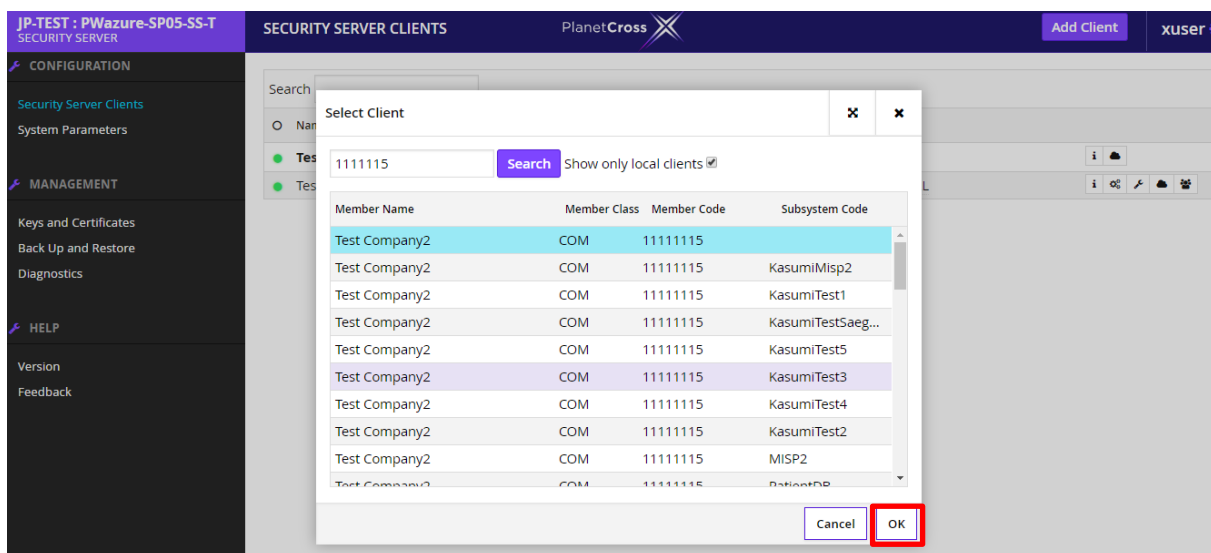 JP-TEST : PWazure-SP05-SS-T
SECURITY SERVER
SECURITY SERVER CLIENTS
PlanetCross
Add Client
xuser
CONFIGURATION
Security Server Clients
System Parameters
MANAGEMENT
Keys and Certificates
Back Up and Restore
Diagnostics
HELP
Version
Feedback
Search
Select Client
1111115 Search Show only local clients
Member Name Member Class Member Code Subsystem Code
Test Company2 COM 11111115
Test Company2 COM 11111115 KasumiMisp2
Test Company2 COM 11111115 KasumiTest1
Test Company2 COM 11111115 KasumiTestSaeg...
Test Company2 COM 11111115 KasumiTest5
Test Company2 COM 11111115 KasumiTest3
Test Company2 COM 11111115 KasumiTest4
Test Company2 COM 11111115 KasumiTest2
Test Company2 COM 11111115 MISP2
Test Company2 COM 11111115 PatientDB
Cancel OK